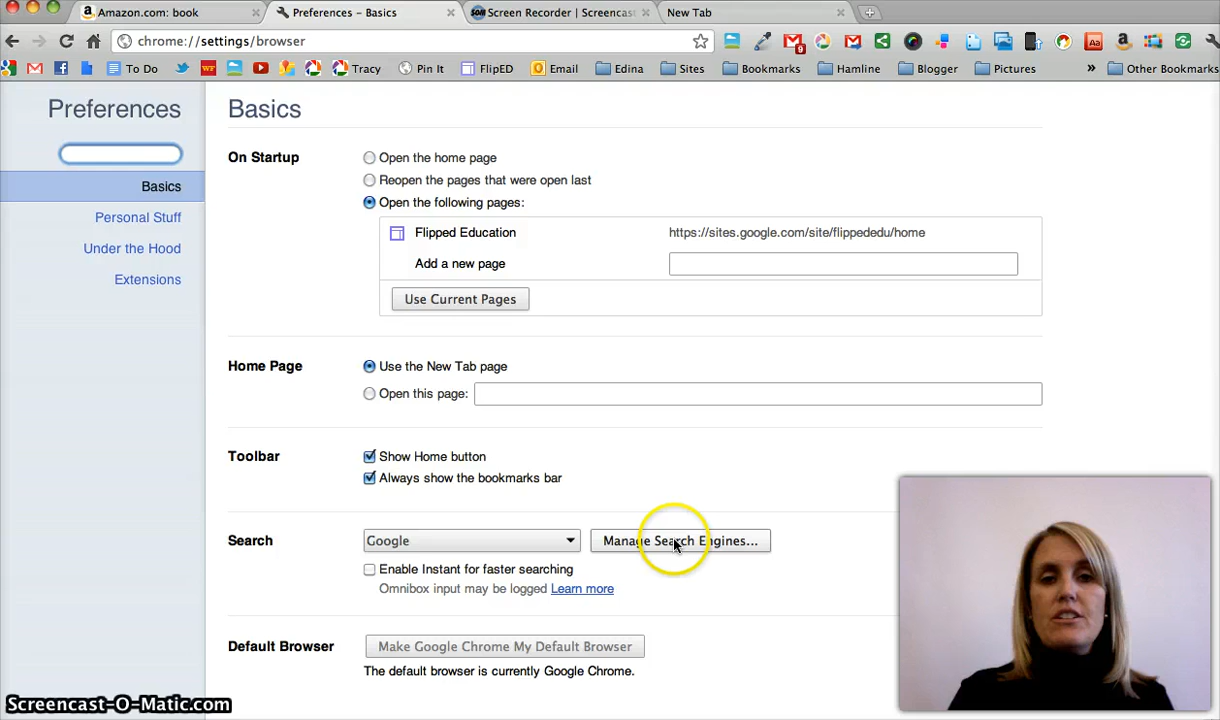 Amazon.com: book
Preferences – Basics
Screen Recorder | Screencast
New Tab
chrome://settings/browser
9
Aa
To Do
WF
Tracy
Pin It
FlipED
Email
Edina
Sites
Bookmarks
Hamline
Blogger
Pictures
»
Other Bookmarks
Preferences
Basics
Personal Stuff
Under the Hood
Extensions
Basics
On Startup
Open the home page
Reopen the pages that were open last
Open the following pages:
Flipped Education https://sites.google.com/site/flippededu/home
Add a new page
Use Current Pages
Home Page
Use the New Tab page
Open this page:
Toolbar
Show Home button
Always show the bookmarks bar
Search
Google
Manage Search Engines...
Enable Instant for faster searching
Omnibox input may be logged Learn more
Default Browser
Make Google Chrome My Default Browser
The default browser is currently Google Chrome.
Screencast-O-Matic.com